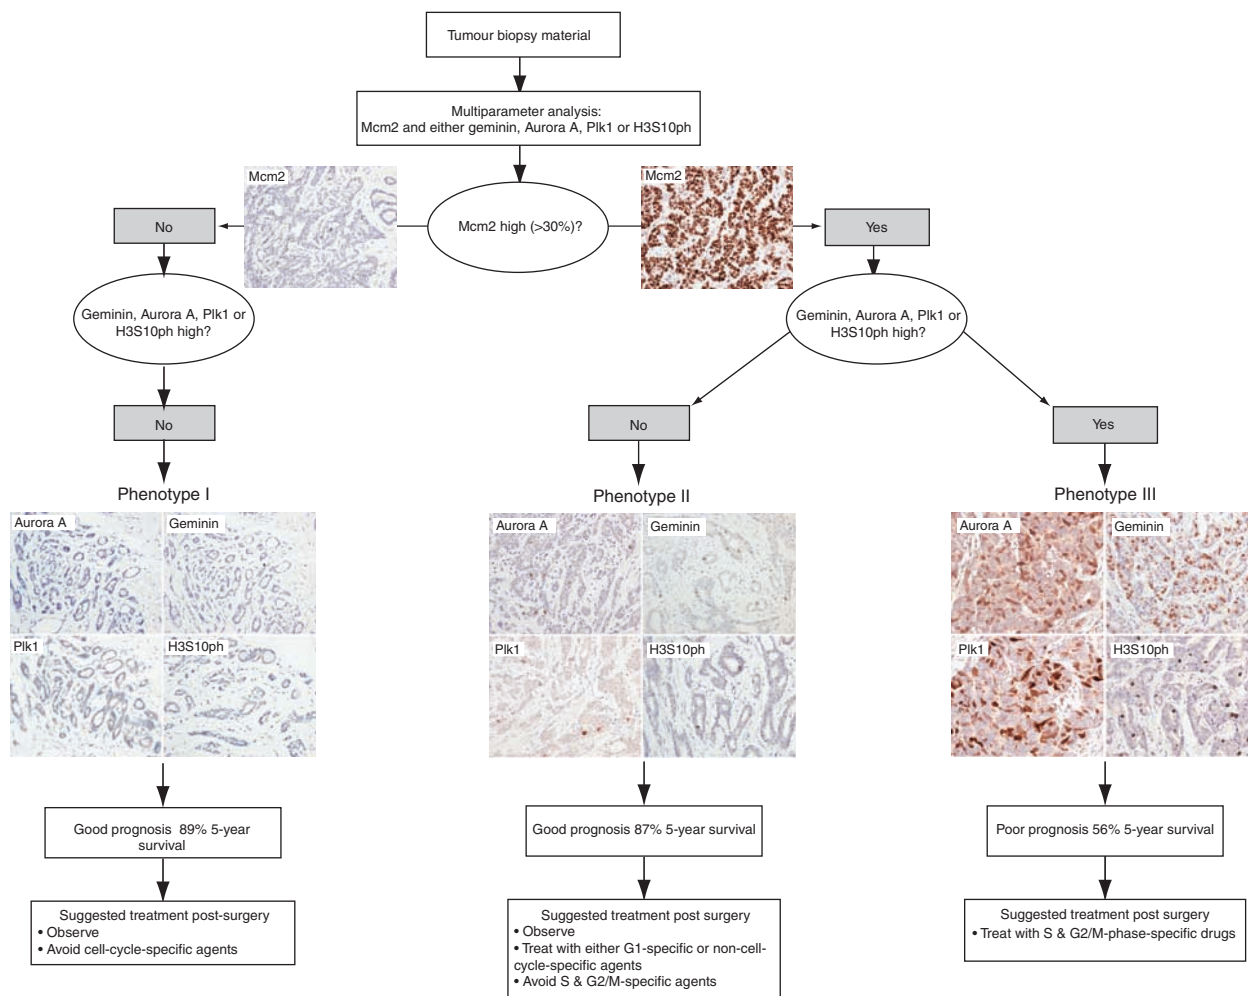 Tumour biopsy material
Multiparameter analysis:
Mcm2 and either geminin, Aurora A, Plk1 or H3S10ph
Mcm2
Mcm2
No
Mcm2 high (>30%)?
Yes
Geminin, Aurora A, Plk1 or
H3S10ph high?
Geminin, Aurora A, Plk1 or
H3S10ph high?
No
No
Yes
Phenotype I
Phenotype II
Phenotype III
Aurora A
Geminin
Plk1
H3S10ph
Aurora A
Geminin
Plk1
H3S10ph
Aurora A
Geminin
Plk1
H3S10ph
Good prognosis 89% 5-year
survival
Good prognosis 87% 5-year survival
Poor prognosis 56% 5-year survival
Suggested treatment post-surgery
• Observe
• Avoid cell-cycle-specific agents
Suggested treatment post surgery
• Observe
• Treat with either G1-specific or non-cell-
cycle-specific agents
• Avoid S & G2/M-specific agents
Suggested treatment post surgery
• Treat with S & G2/M-phase-specific drugs